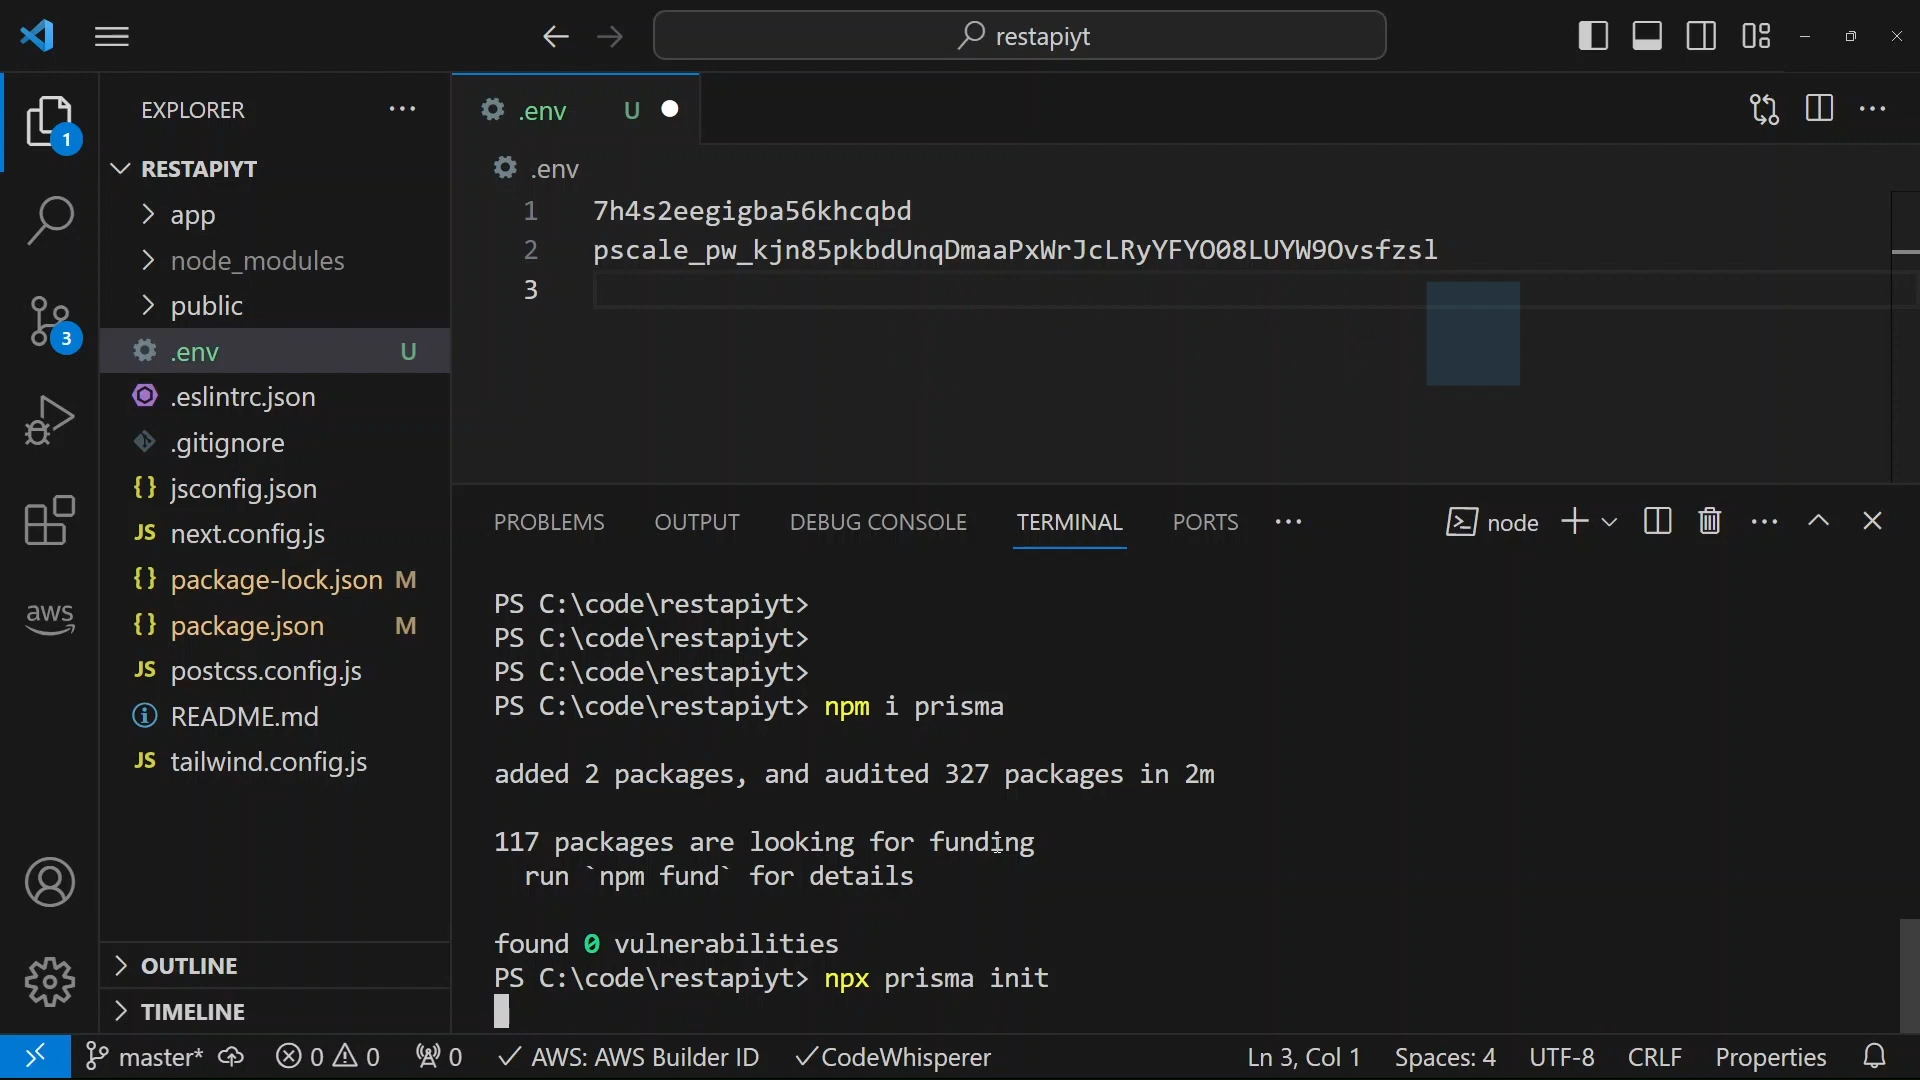 restapiyt
EXPLORER
.env U
1
RESTAPIYT
.env
app
1 7h4s2eegigba56khcqbd
2 pscale_pw_kjn85pkbdUnqDmaaPxWrJcLRyYFYO08LUYW9Ovsfzsl
node_modules
3
public
3
.env U
.eslintrc.json
.gitignore
{} jsconfig.json
PROBLEMS OUTPUT DEBUG CONSOLE TERMINAL PORTS
node
JS next.config.js
{} package-lock.json M
aws
{} package.json M
JS postcss.config.js
README.md
JS tailwind.config.js
PS C:\code\restapiyt>
PS C:\code\restapiyt>
PS C:\code\restapiyt>
PS C:\code\restapiyt> npm i prisma
added 2 packages, and audited 327 packages in 2m
117 packages are looking for funding
run `npm fund` for details
found 0 vulnerabilities
PS C:\code\restapiyt> npx prisma init
OUTLINE
TIMELINE
master* 0 0 0 AWS: AWS Builder ID CodeWhisperer Ln 3, Col 1 Spaces: 4 UTF-8 CRLF Properties